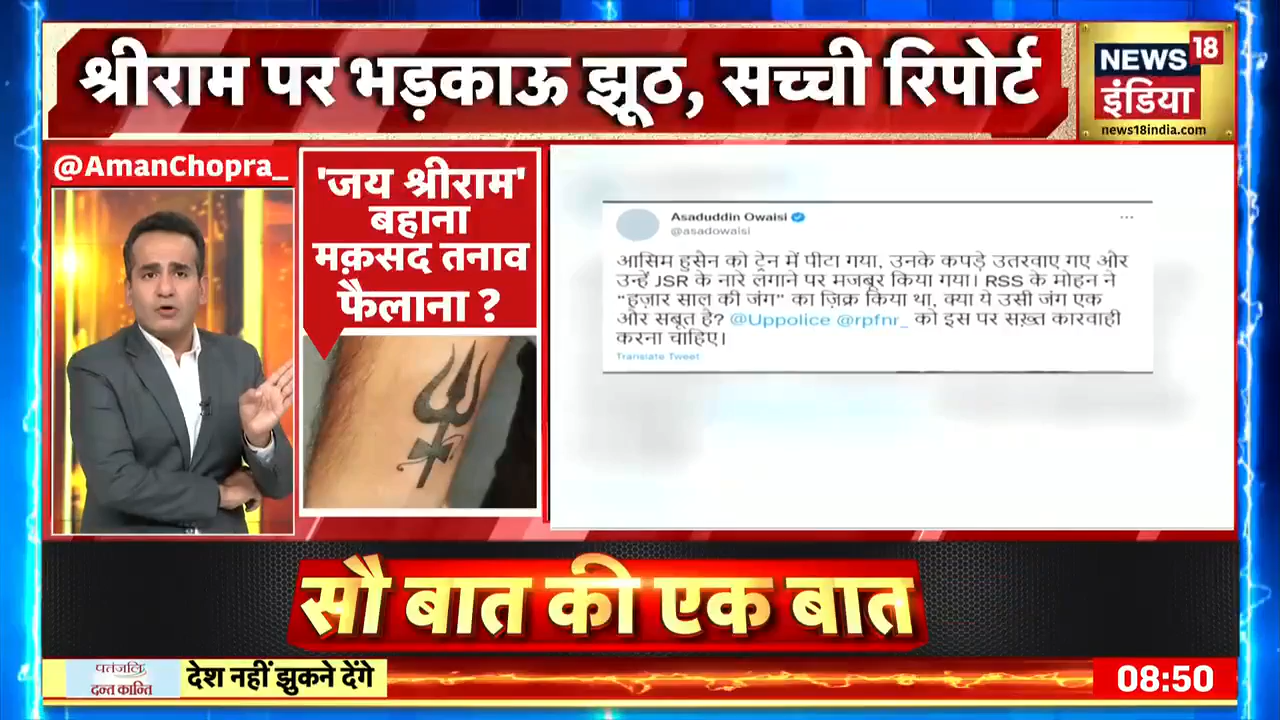 श्रीराम पर भड़काऊ झूठ, सच्ची रिपोर्ट
NEWS 18
इंडिया
news18india.com
@AmanChopra_
'जय श्रीराम'
बहाना
मक़सद तनाव
फैलाना ?
Asaduddin Owaisi
@asadowaisi
आसिम हुसैन को ट्रेन में पीटा गया, उनके कपड़े उतरवाए गए और
उन्हें JSR के नारे लगाने पर मजबूर किया गया। RSS के मोहन ने
“हज़ार साल की जंग” का ज़िक्र किया था, क्या ये उसी जंग एक
और सबूत है? @Uppolice @rpfnr_ को इस पर सख़्त कारवाही
करना चाहिए।
Translate Tweet
सौ बात की एक बात
पतंजलि
दन्त कान्ति
देश नहीं झुकने देंगे
08:50